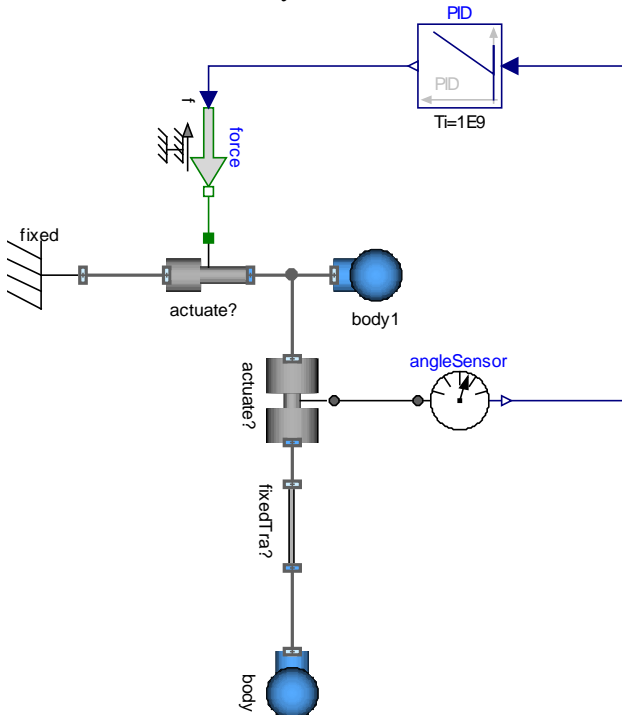 PID
PID
Ti=1E9
f
force
fixed
actuate?
body1
actuate?
angleSensor
fixedTra?
body